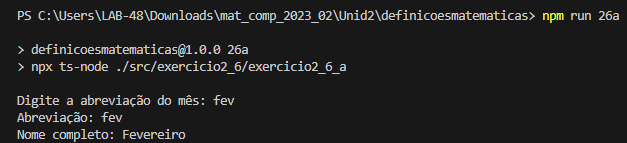 PS C:\Users\LAB-48\Downloads\mat_comp_2023_02\Unid2\definicoesmatematicas> npm run 26a
> definicoesmatematicas@1.0.0 26a
> npx ts-node ./src/exercicio2_6/exercicio2_6_a
Digite a abreviação do mês: fev
Abreviação: fev
Nome completo: Fevereiro